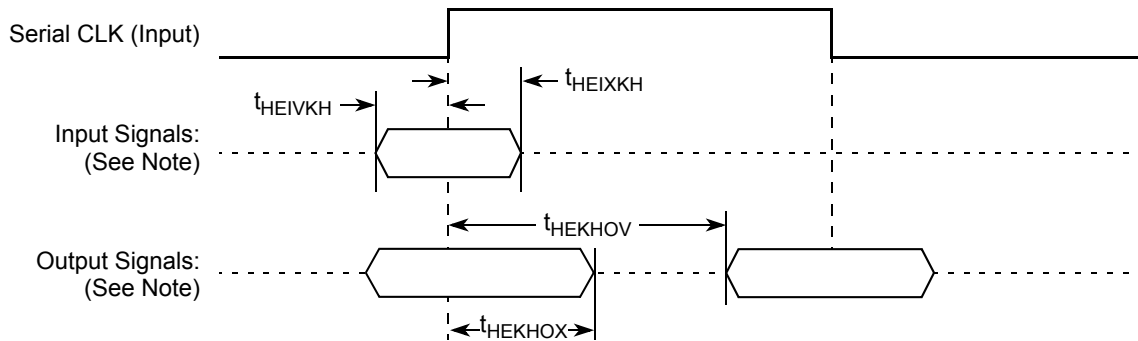 Serial CLK (Input)
tHEIXKH
tHEIVKH
Input Signals:
(See Note)
tHEKHOV
Output Signals:
(See Note)
tHEKHOX